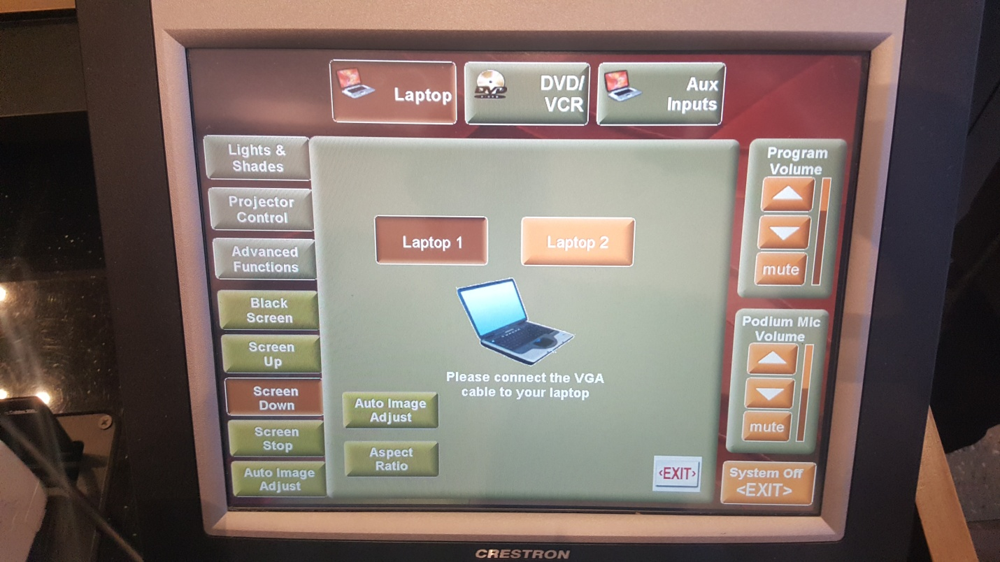 Laptop
DVD
DVD/
VCR
Aux
Inputs
Lights &
Shades
Projector
Control
Advanced
Functions
Black
Screen
Screen
Up
Screen
Down
Screen
Stop
Auto Image
Adjust
Laptop 1
Laptop 2
Please connect the VGA
cable to your laptop
Auto Image
Adjust
Aspect
Ratio
‹EXIT›
Program
Volume
mute
Podium Mic
Volume
mute
System Off
<EXIT>
CRESTRON